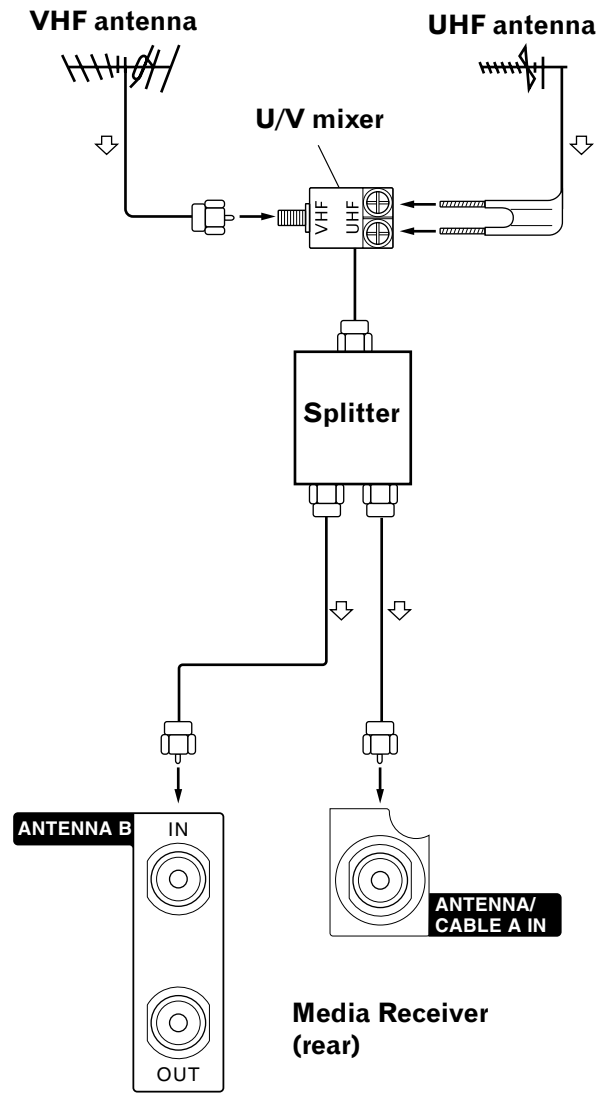 VHF antenna
UHF antenna
U/V mixer
VHF
UHF
Splitter
ANTENNA B
IN
ANTENNA/
CABLE A IN
Media Receiver
(rear)
OUT